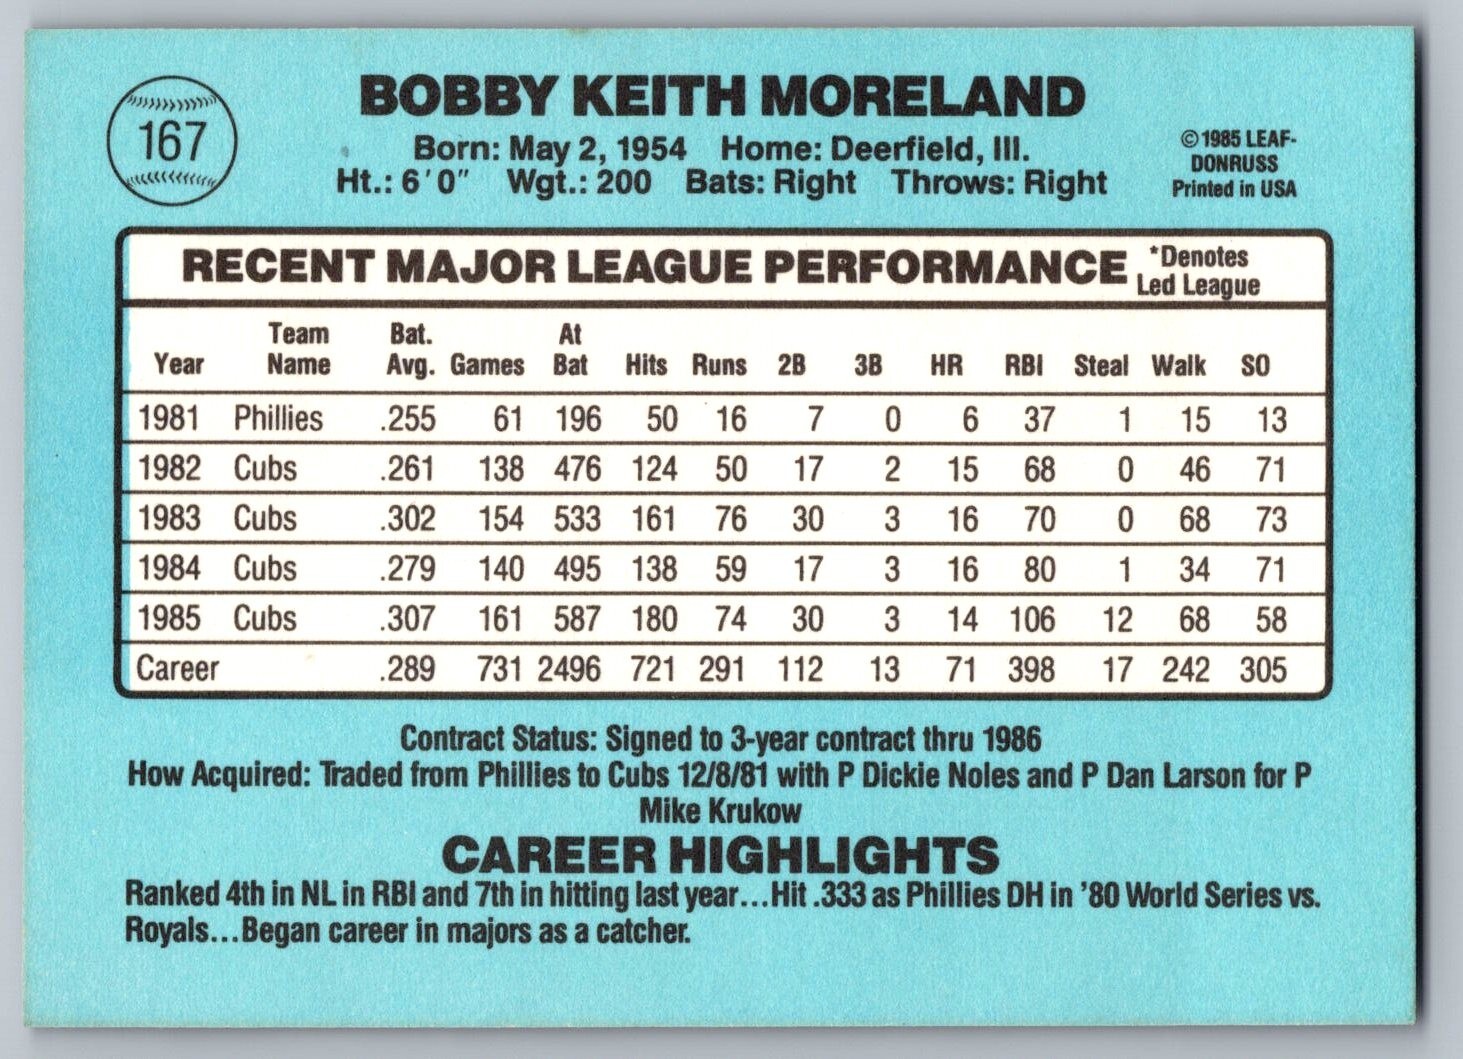 167
BOBBY KEITH MORELAND
Born: May 2, 1954 Home: Deerfield, Ill.
Ht.: 6'0" Wgt.: 200 Bats: Right Throws: Right
©1985 LEAF-
DONRUSS
Printed in USA
RECENT MAJOR LEAGUE PERFORMANCE
*Denotes
Led League
Year Team Name Bat. Avg. Games At Bat Hits Runs 2B 3B HR RBI Steal Walk SO
1981 Phillies .255 61 196 50 16 7 0 6 37 1 15 13
1982 Cubs .261 138 476 124 50 17 2 15 68 0 46 71
1983 Cubs .302 154 533 161 76 30 3 16 70 0 68 73
1984 Cubs .279 140 495 138 59 17 3 16 80 1 34 71
1985 Cubs .307 161 587 180 74 30 3 14 106 12 68 58
Career .289 731 2496 721 291 112 13 71 398 17 242 305
Contract Status: Signed to 3-year contract thru 1986
How Acquired: Traded from Phillies to Cubs 12/8/81 with P Dickie Noles and P Dan Larson for P
Mike Krukow
CAREER HIGHLIGHTS
Ranked 4th in NL in RBI and 7th in hitting last year...Hit .333 as Phillies DH in '80 World Series vs.
Royals...Began career in majors as a catcher.